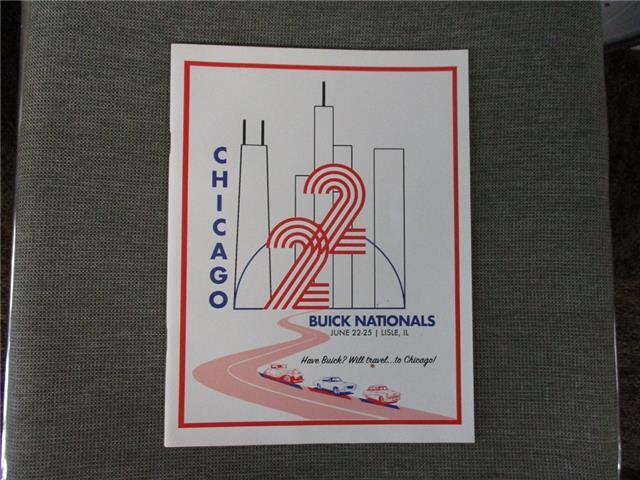 CHICAGO
22
BUICK NATIONALS
JUNE 22-25 | LISLE, IL
Have Buick? Will travel...to Chicago!